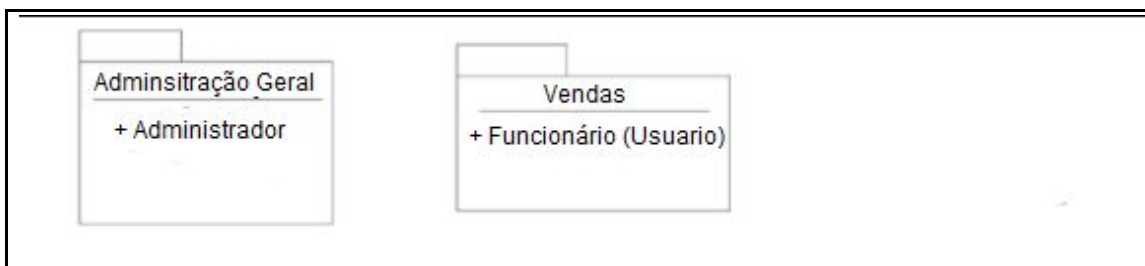 Adminsitração Geral
+ Administrador
Vendas
+ Funcionário (Usuario)